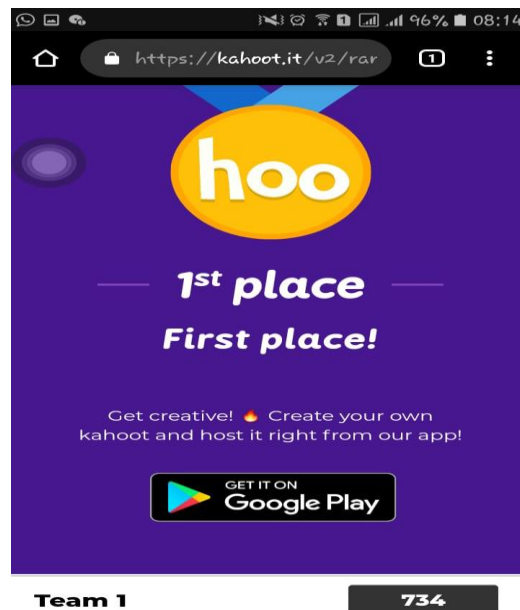 96% 08:14
https://kahoot.it/v2/rar 1
hoo
1st place
First place!
Get creative! 🔥 Create your own
kahoot and host it right from our app!
GET IT ON
Google Play
Team 1 734